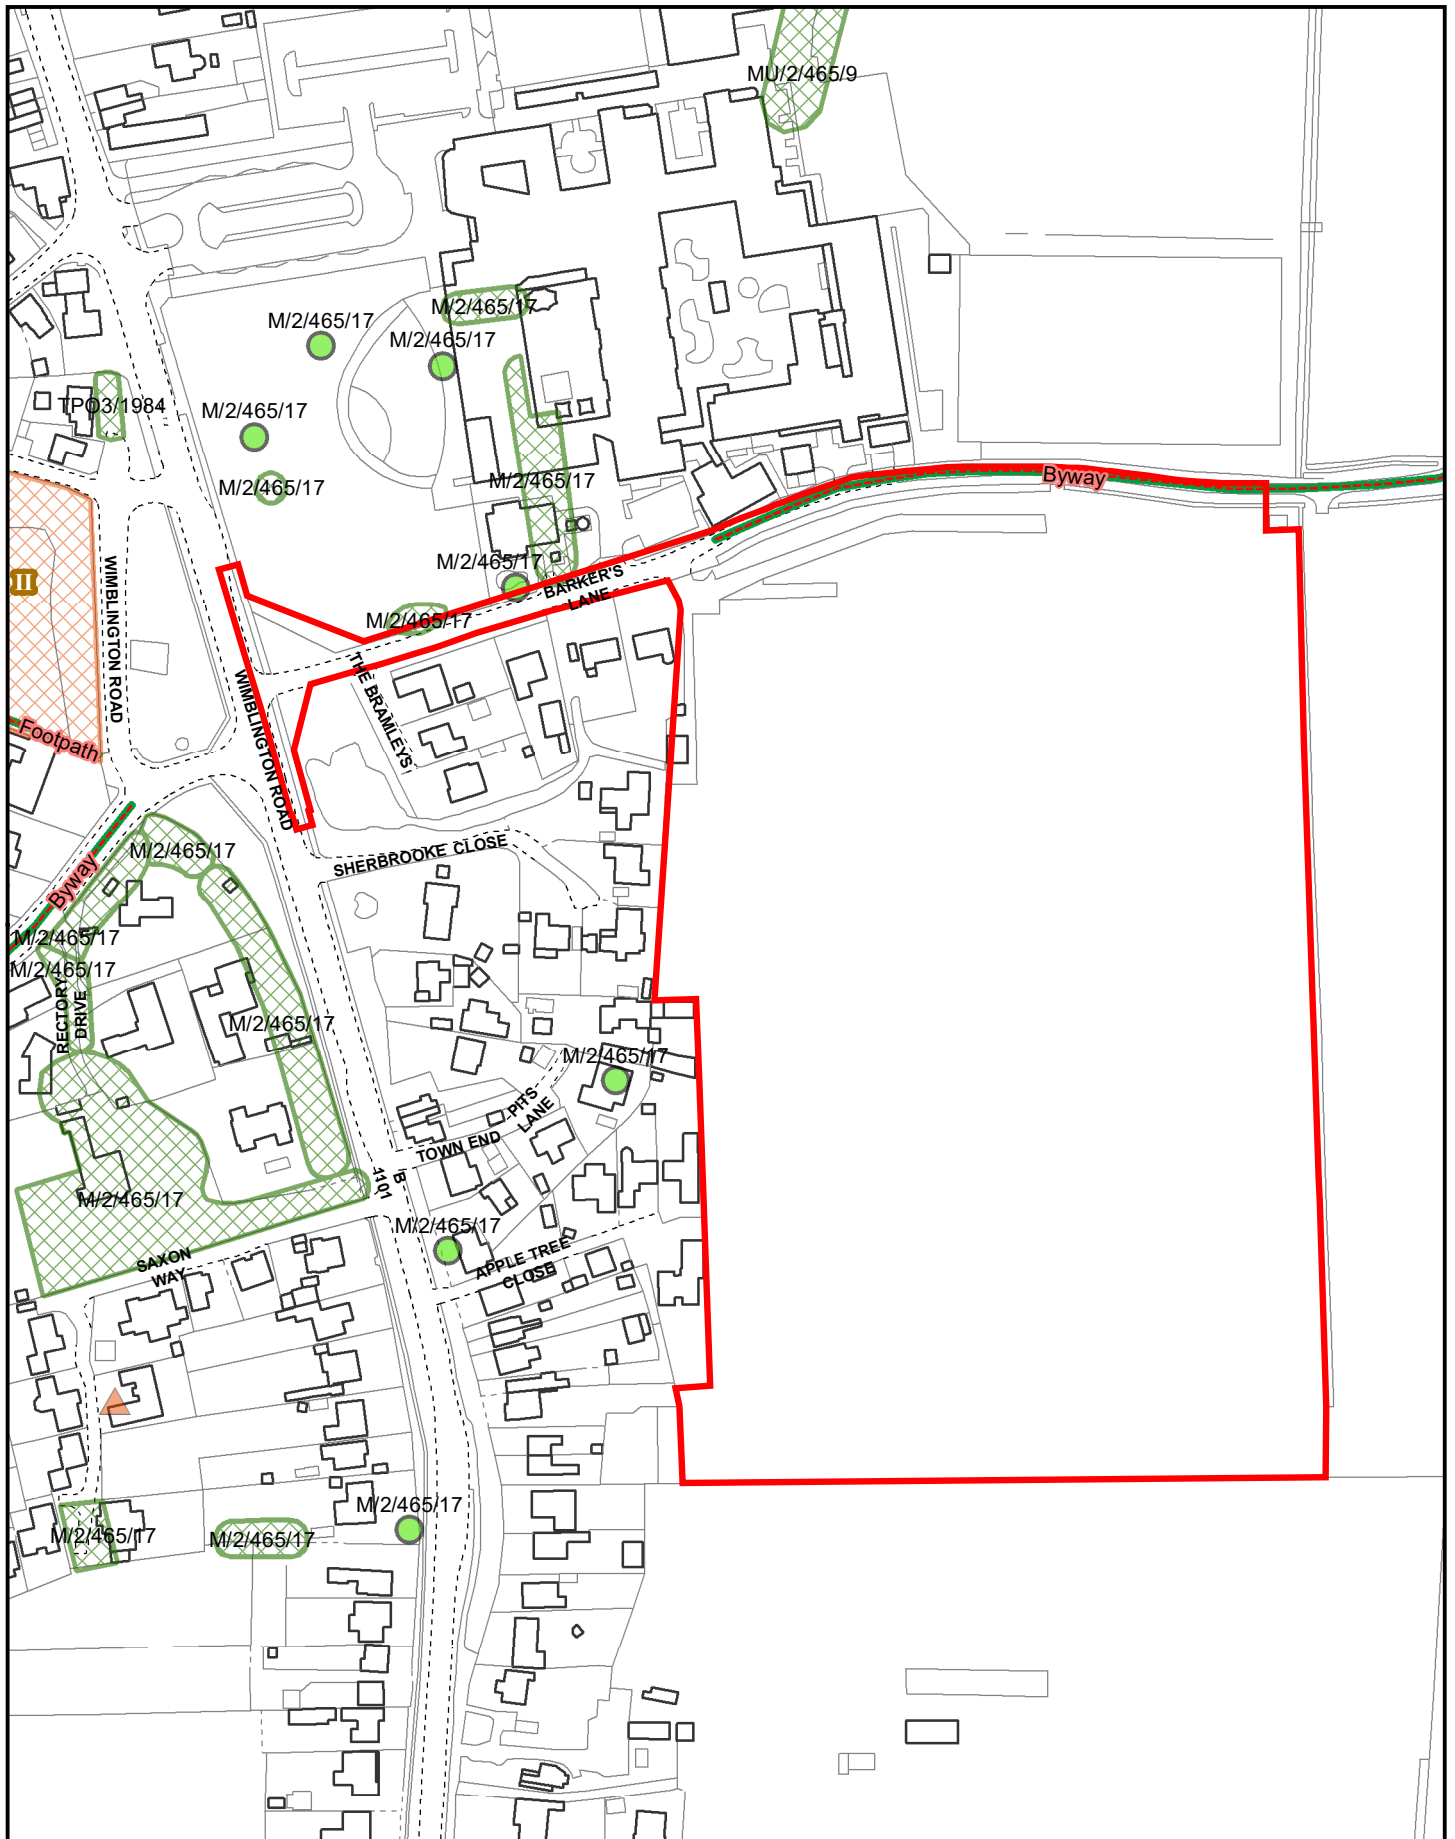 MU/2/465/9
M/2/465/17
M/2/465/17
M/2/465/17
TPO3/1984
M/2/465/17
M/2/465/17
M/2/465/17
Byway
M/2/465/17
BARKER'S
LANE
M/2/465/17
II
WIMBLINGTON ROAD
WIMBLINGTON ROAD
THE BRAMLEYS
Footpath
SHERBROOKE CLOSE
M/2/465/17
Byway
M/2/465/17
M/2/465/17
RECTORY
DRIVE
M/2/465/17
M/2/465/17
PITS
LANE
TOWN END
B
1101
M/2/465/17
M/2/465/17
APPLE TREE
CLOSE
SAXON
WAY
M/2/465/17
M/2/465/17
M/2/465/17